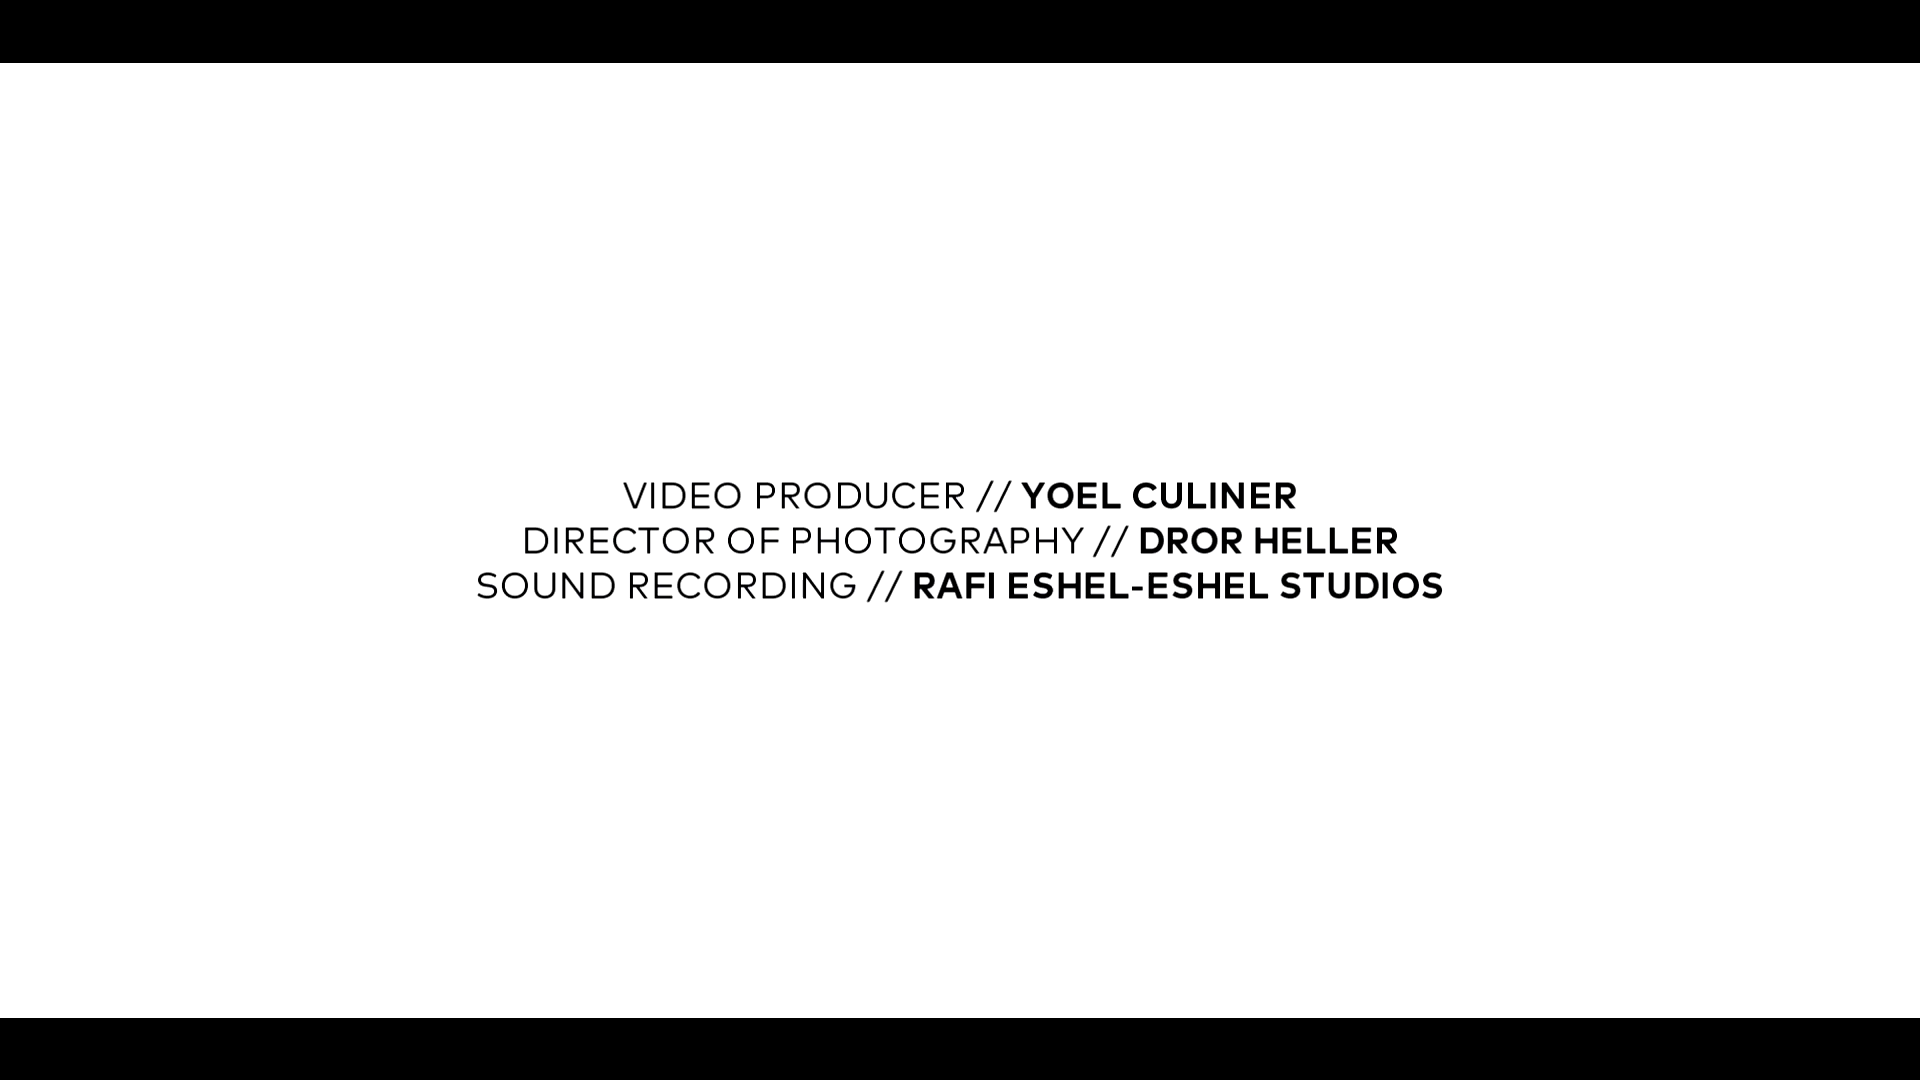 VIDEO PRODUCER // YOEL CULINER
DIRECTOR OF PHOTOGRAPHY // DROR HELLER
SOUND RECORDING // RAFI ESHEL-ESHEL STUDIOS